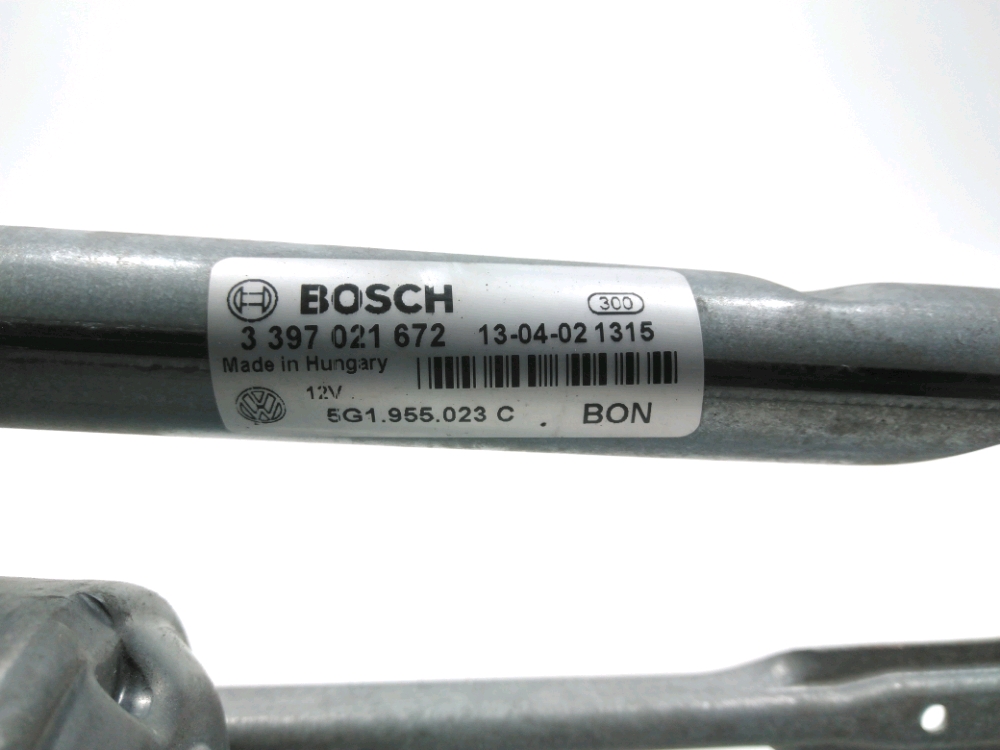 BOSCH 300
3 397 021 672 13-04-02 1315
Made in Hungary
12V
5G1.955.023 C BON